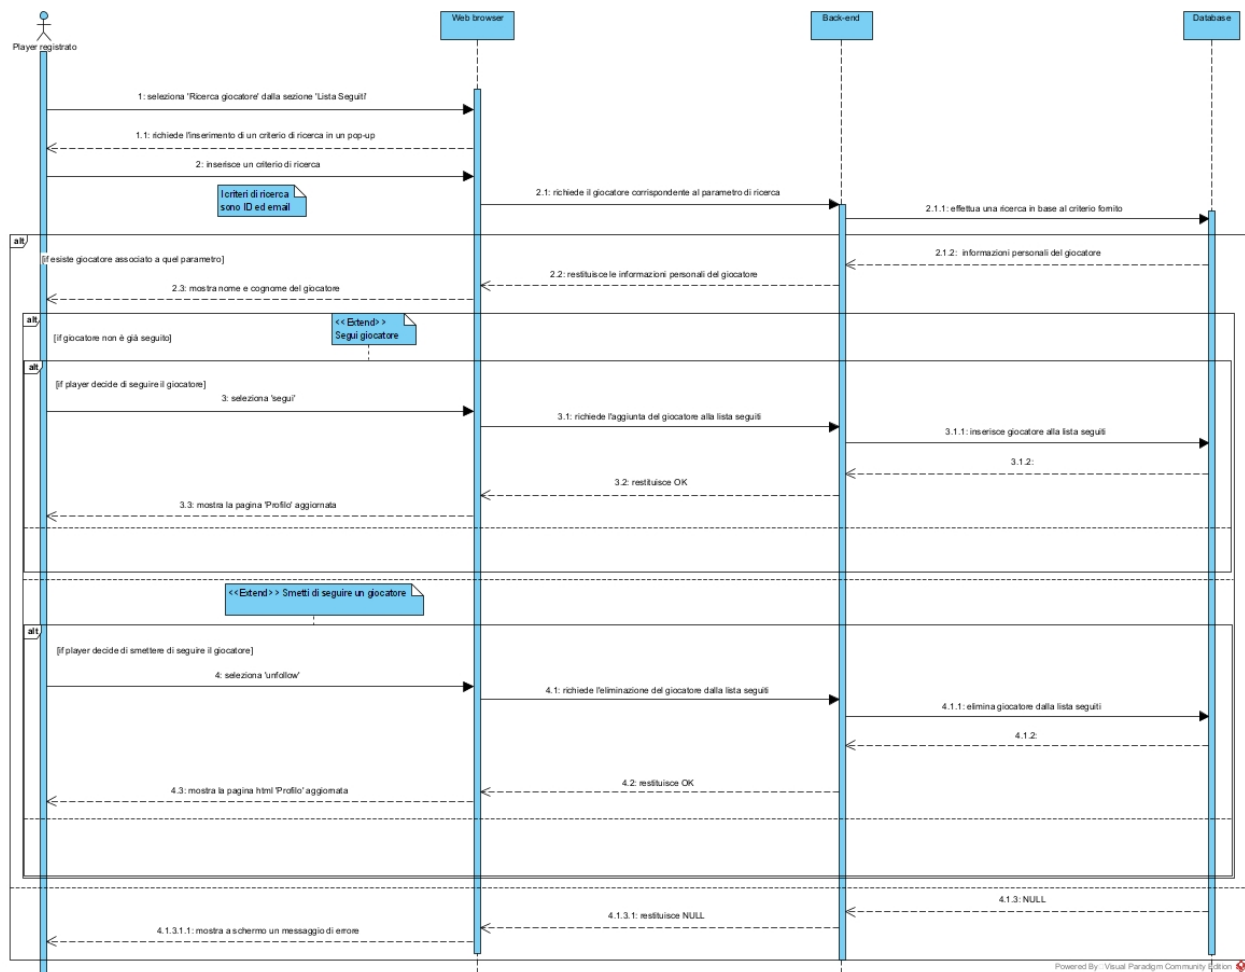 Web browser
Back-end
Database
Player registrato
1: seleziona 'Ricerca giocatore' dalla sezione 'Lista Seguiti'
1.1: richiede l'inserimento di un criterio di ricerca in un pop-up
2: inserisce un criterio di ricerca
I criteri di ricerca
sono ID ed email
2.1: richiede il giocatore corrispondente al parametro di ricerca
2.1.1: effettua una ricerca in base al criterio fornito
alt
[if esiste giocatore associato a quel parametro]
2.1.2: informazioni personali del giocatore
2.2: restituisce le informazioni personali del giocatore
2.3: mostra nome e cognome del giocatore
alt
<<Extend>>
Segui giocatore
[if giocatore non è già seguito]
alt
[if player decide di seguire il giocatore]
3: seleziona 'segui'
3.1: richiede l'aggiunta del giocatore alla lista seguiti
3.1.1: inserisce giocatore alla lista seguiti
3.1.2:
3.2: restituisce OK
3.3: mostra la pagina 'Profilo' aggiornata
<<Extend>> Smetti di seguire un giocatore
alt
[if player decide di smettere di seguire il giocatore]
4: seleziona 'unfollow'
4.1: richiede l'eliminazione del giocatore dalla lista seguiti
4.1.1: elimina giocatore dalla lista seguiti
4.1.2:
4.2: restituisce OK
4.3: mostra la pagina html 'Profilo' aggiornata
4.1.3: NULL
4.1.3.1: restituisce NULL
4.1.3.1.1: mostra a schermo un messaggio di errore
Powered By: Visual Paradigm Community Edition